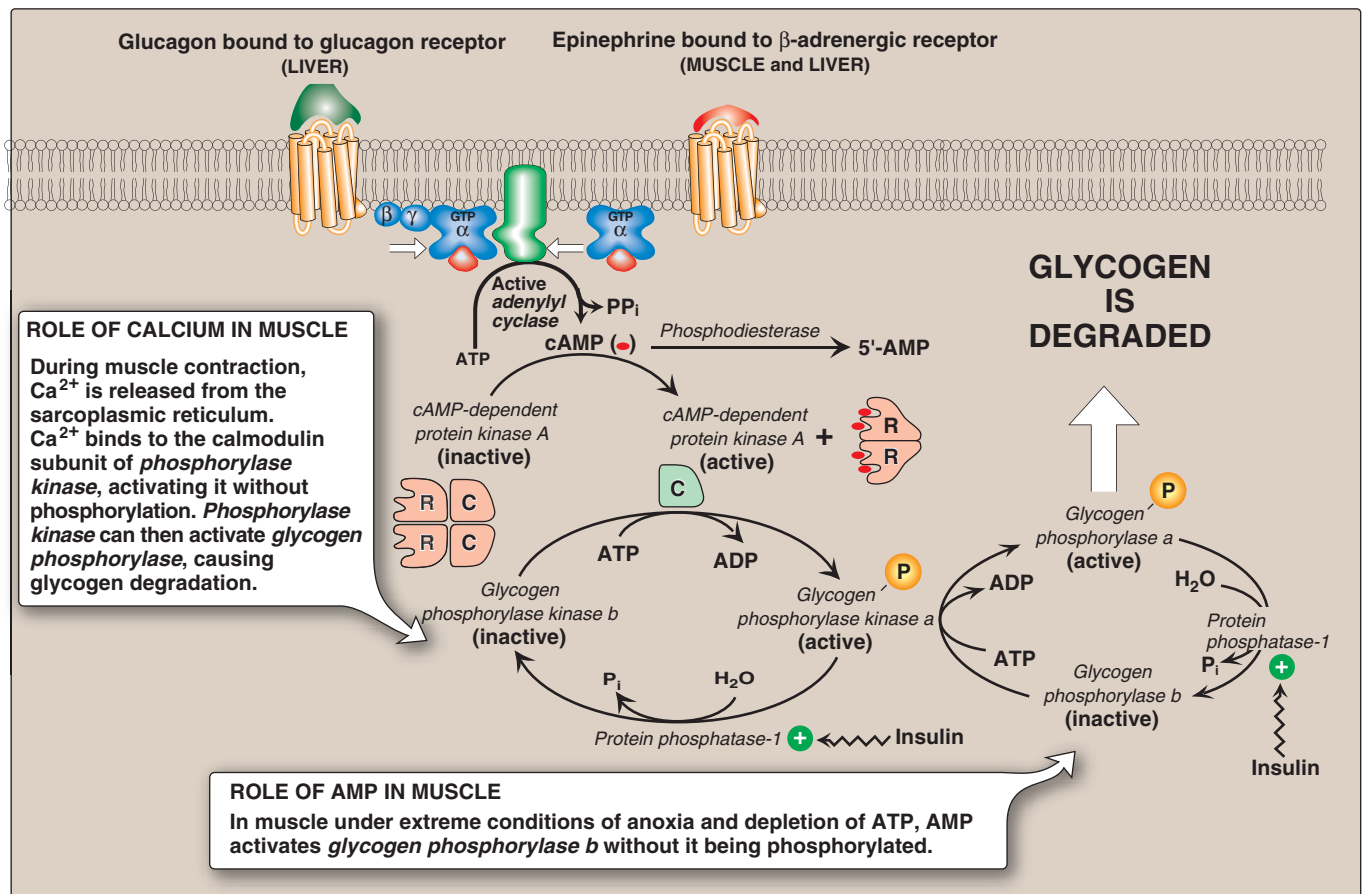 Glucagon bound to glucagon receptor
(LIVER)
Epinephrine bound to β-adrenergic receptor
(MUSCLE and LIVER)
β
γ
GTP
α
GTP
α
Active
adenylyl
cyclase
PPi
ATP
cAMP (
)
Phosphodiesterase
5'-AMP
GLYCOGEN
IS
DEGRADED
ROLE OF CALCIUM IN MUSCLE
During muscle contraction,
Ca2+ is released from the
sarcoplasmic reticulum.
Ca2+ binds to the calmodulin
subunit of phosphorylase
kinase, activating it without
phosphorylation. Phosphorylase
kinase can then activate glycogen
phosphorylase, causing
glycogen degradation.
cAMP-dependent
protein kinase A
(inactive)
R
C
R
C
cAMP-dependent
protein kinase A
(active)
+
R
R
C
ATP
ADP
Glycogen
phosphorylase kinase b
(inactive)
P
Glycogen
phosphorylase kinase a
(active)
Pi
H2O
Protein phosphatase-1
+
Insulin
P
Glycogen
phosphorylase a
(active)
ADP
ATP
H2O
Protein
phosphatase-1
Pi
+
Glycogen
phosphorylase b
(inactive)
Insulin
ROLE OF AMP IN MUSCLE
In muscle under extreme conditions of anoxia and depletion of ATP, AMP
activates glycogen phosphorylase b without it being phosphorylated.